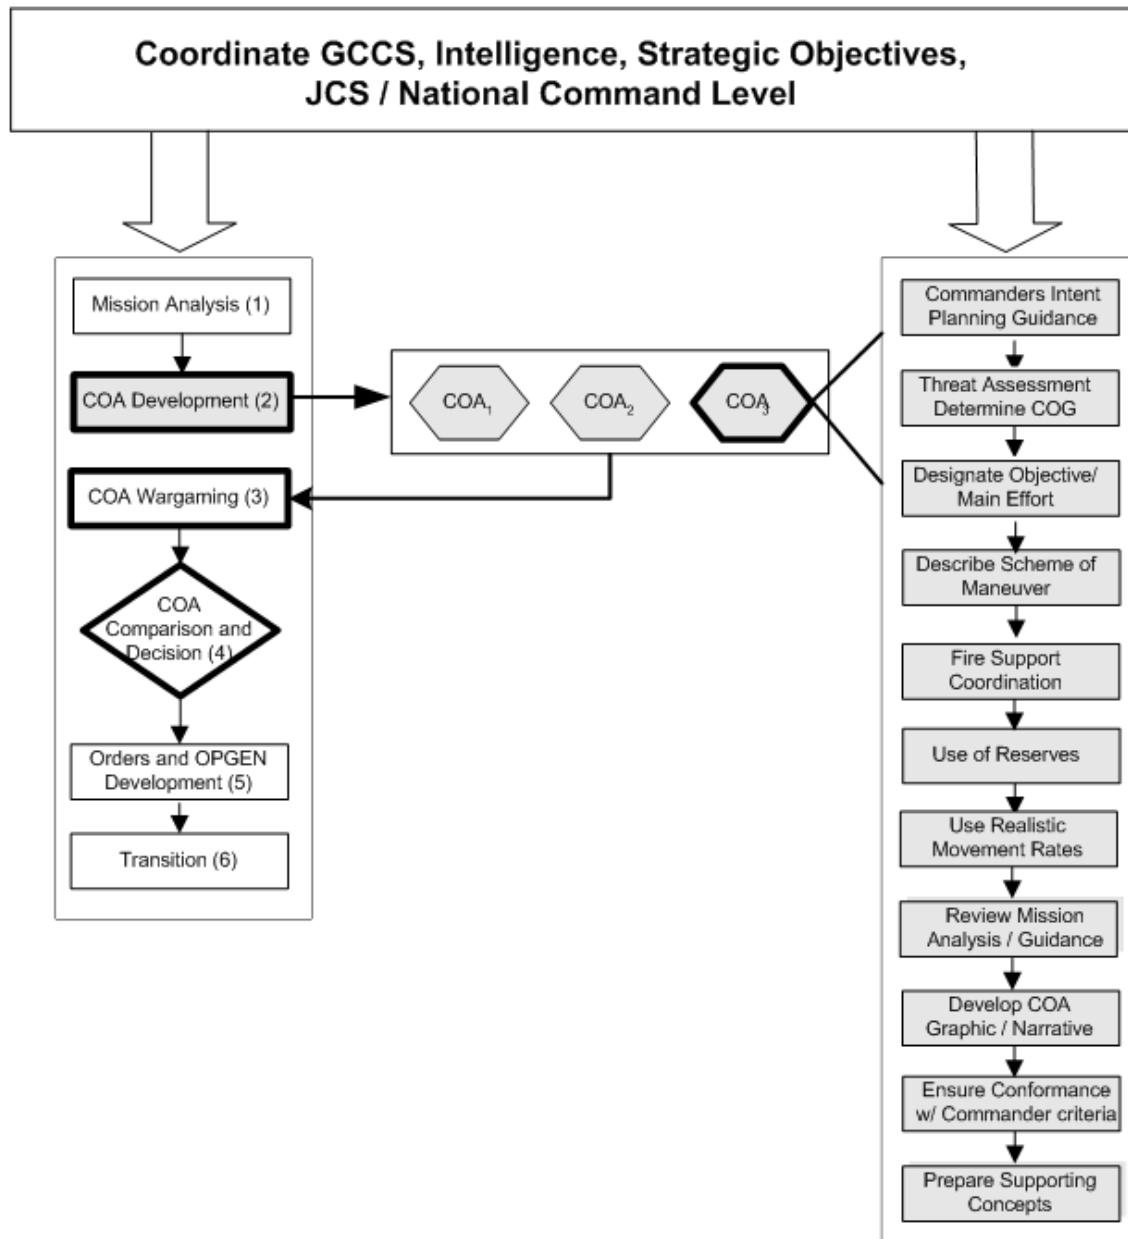 Coordinate GCCS, Intelligence, Strategic Objectives,
JCS / National Command Level
Mission Analysis (1)
COA Development (2)
COA Wargaming (3)
COA
Comparison and
Decision (4)
Orders and OPGEN
Development (5)
Transition (6)
COA1
COA2
COA3
Commanders Intent
Planning Guidance
Threat Assessment
Determine COG
Designate Objective/
Main Effort
Describe Scheme of
Maneuver
Fire Support
Coordination
Use of Reserves
Use Realistic
Movement Rates
Review Mission
Analysis / Guidance
Develop COA
Graphic / Narrative
Ensure Conformance
w/ Commander criteria
Prepare Supporting
Concepts